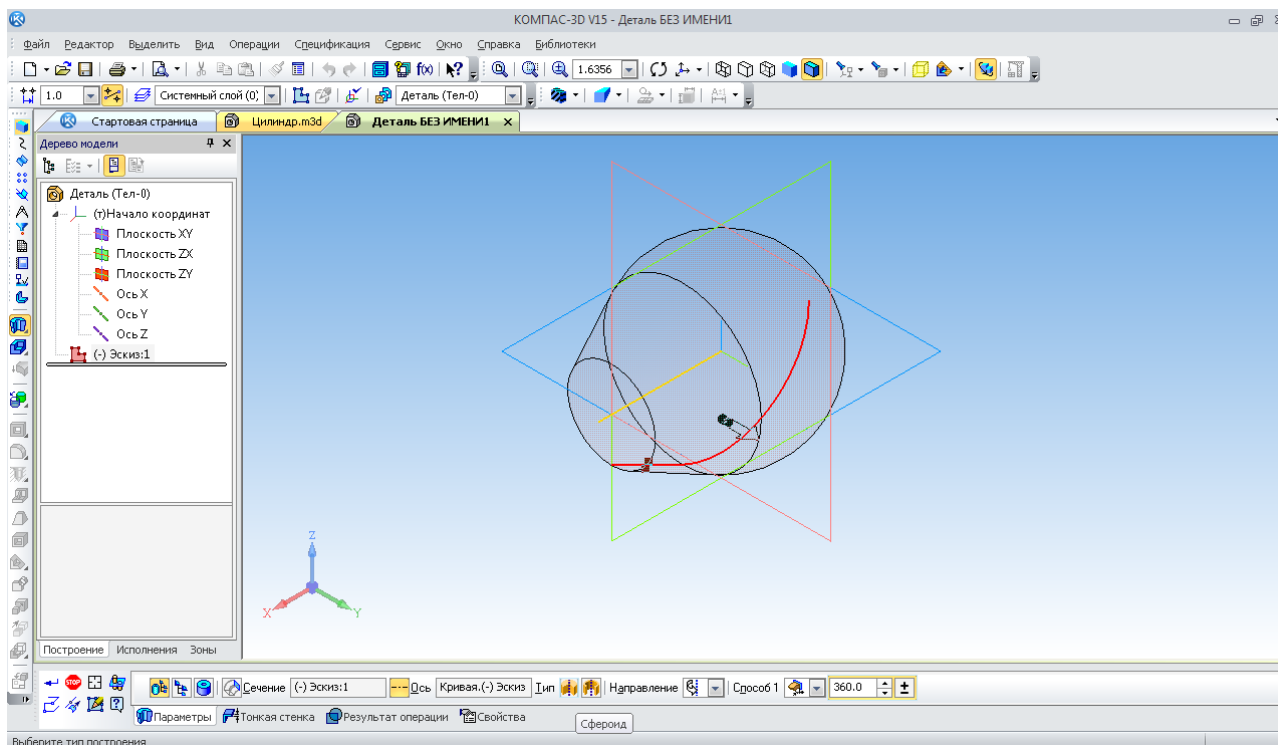 КОМПАС-3D V15 - Деталь БЕЗ ИМЕНИ1
Файл Редактор Выделить Вид Операции Спецификация Сервис Окно Справка Библиотеки
f(x) 1.6356
1.0 Системный слой (0) Деталь (Тел-0)
Стартовая страница Цилиндр.m3d Деталь БЕЗ ИМЕНИ1 X
Дерево модели
Деталь (Тел-0)
(т)Начало координат
Плоскость XY
Плоскость ZX
Плоскость ZY
Ось X
Ось Y
Ось Z
(-) Эскиз:1
Z
X Y
Построение Исполнения Зоны
STOP Сечение (-) Эскиз:1 Ось Кривая.(-) Эскиз Тип Направление Способ 1 360.0
Параметры Тонкая стенка Результат операции Свойства
Сфероид
Выберите тип построения